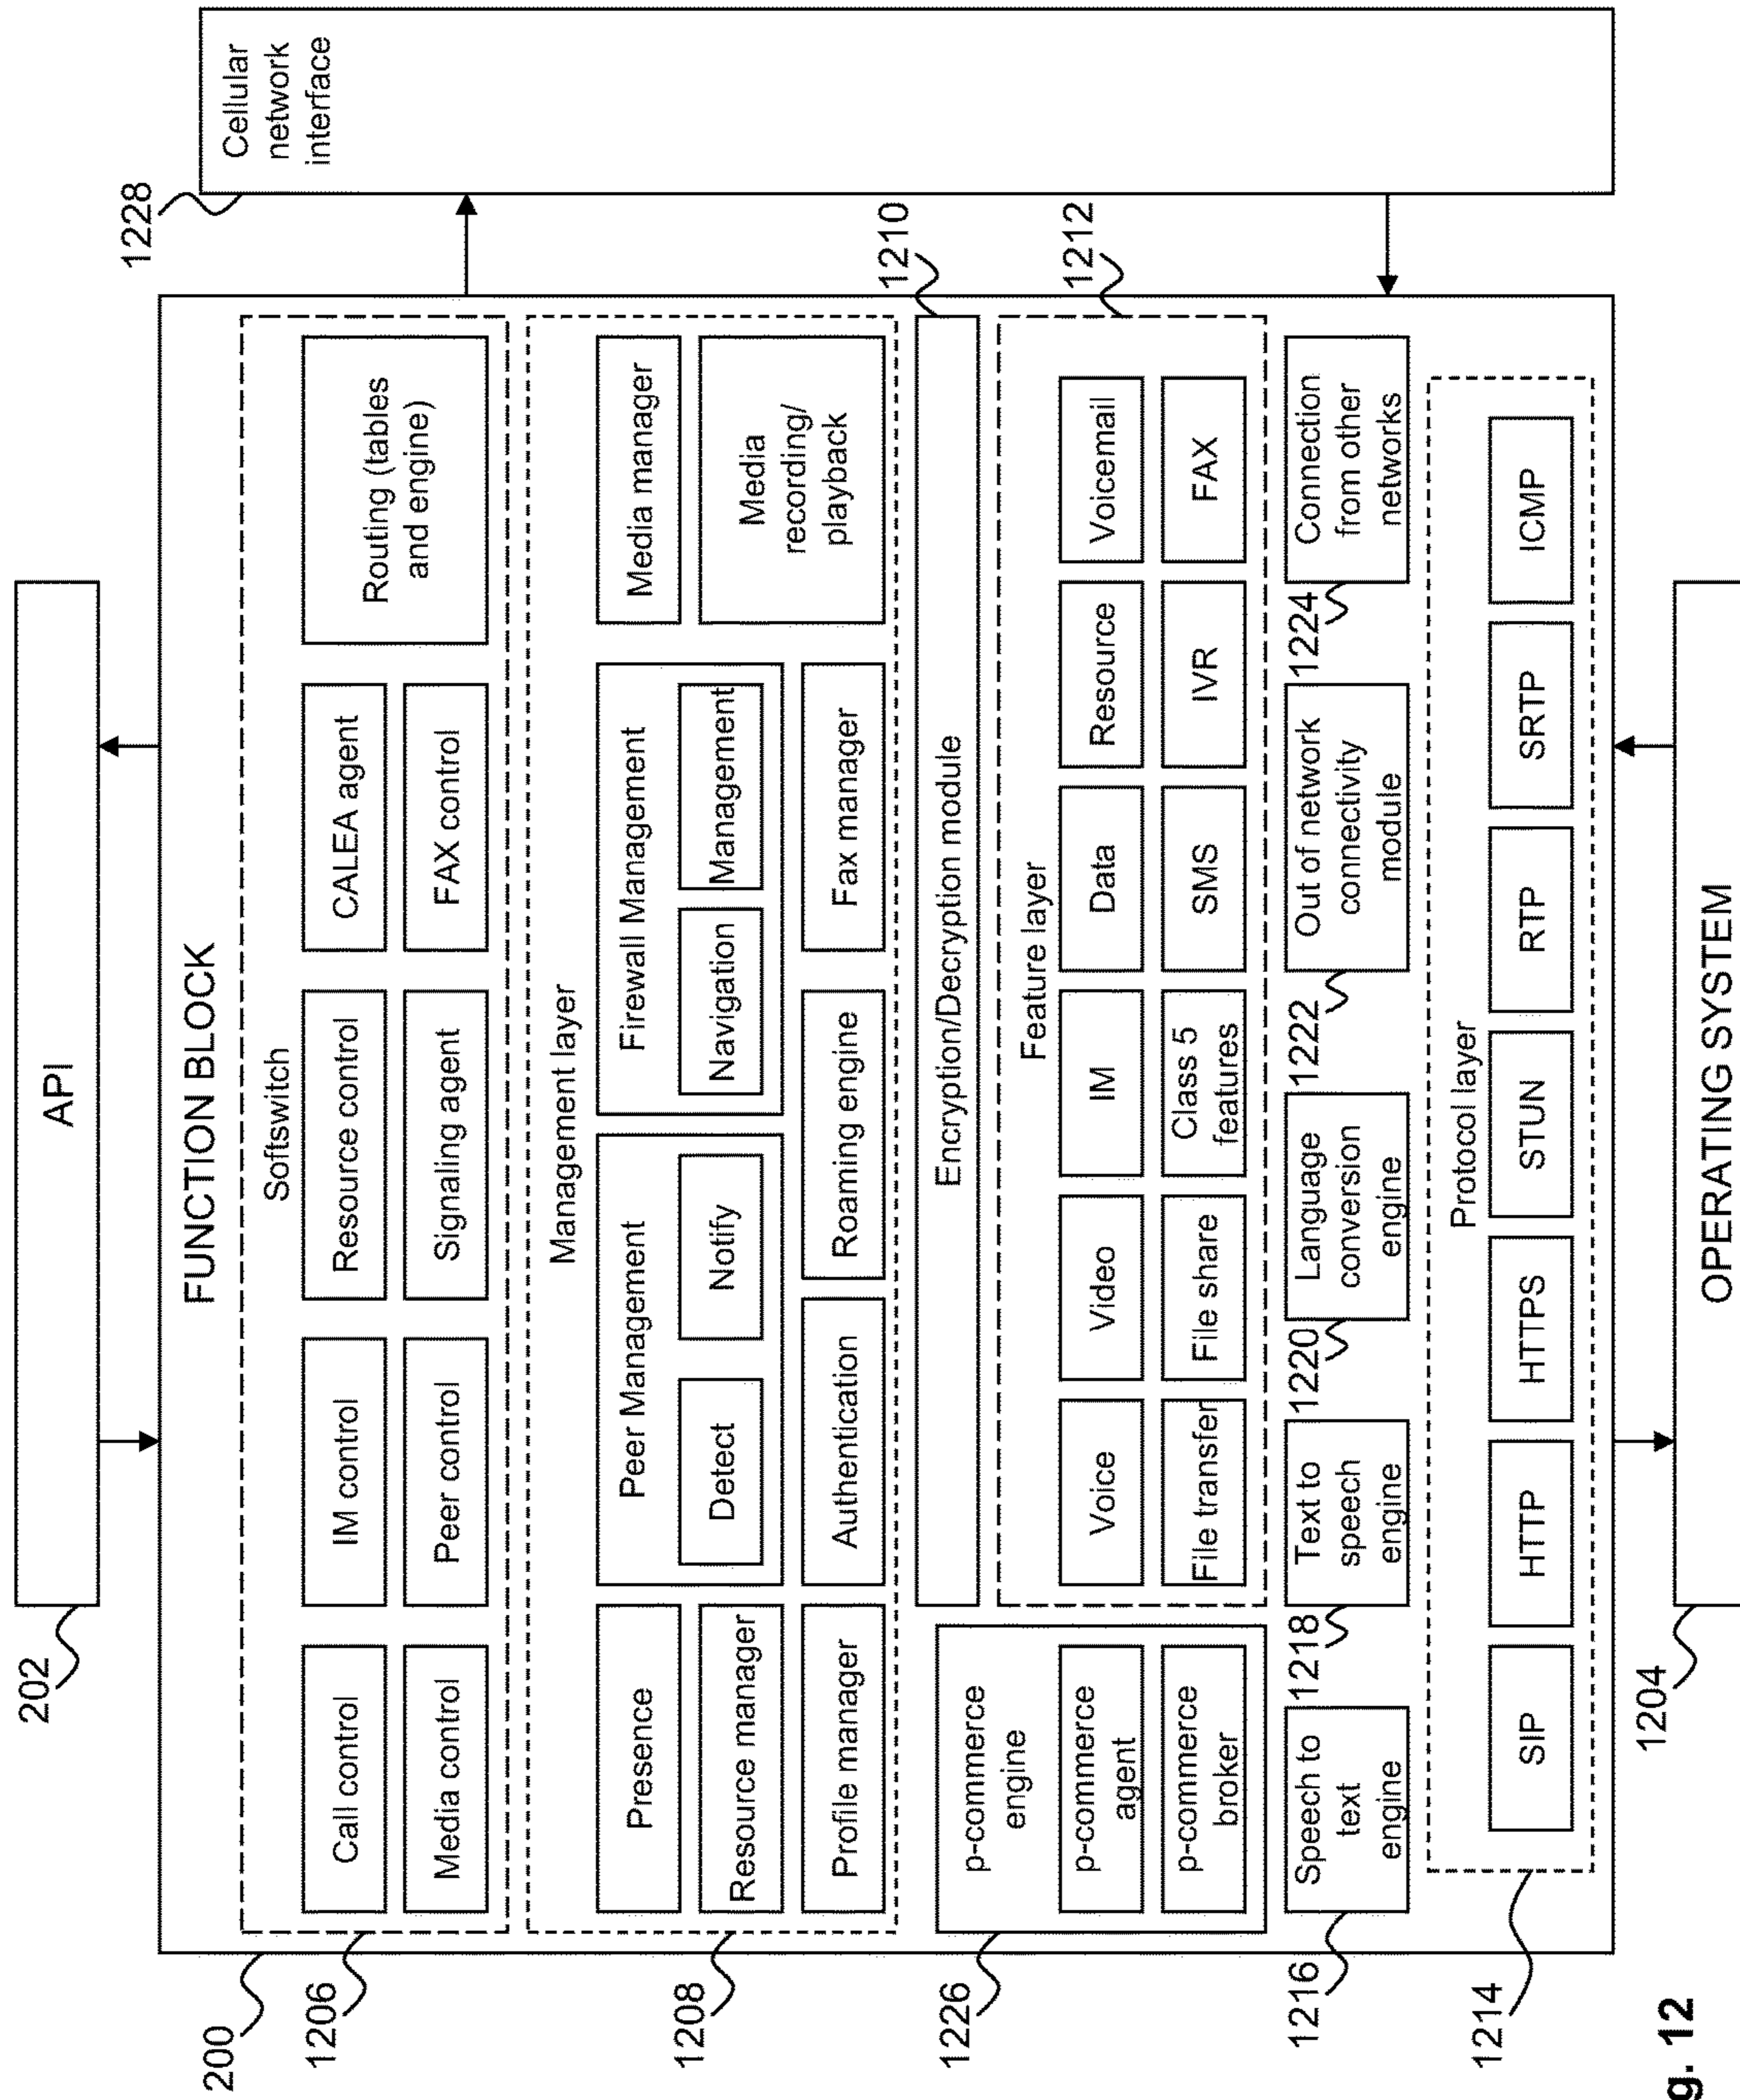 202
API
200
FUNCTION BLOCK
1206
Softswitch
Call control
IM control
Resource control
CALEA agent
Routing (tables
and engine)
Media control
Peer control
Signaling agent
FAX control
1228
Cellular
network
interface
1208
Management layer
Presence
Peer Management
Detect
Notify
Firewall Management
Navigation
Management
Media manager
Resource manager
Media
recording/
playback
Profile manager
Authentication
Roaming engine
Fax manager
1210
Encryption/Decryption module
1226
p-commerce
engine
p-commerce
agent
p-commerce
broker
1212
Feature layer
Voice
Video
IM
Data
Resource
Voicemail
File transfer
File share
Class 5
features
SMS
IVR
FAX
1216
Speech to
text
engine
1218
Text to
speech
engine
1220
Language
conversion
engine
1222
Out of network
connectivity
module
1224
Connection
from other
networks
1214
Protocol layer
SIP
HTTP
HTTPS
STUN
RTP
SRTP
ICMP
1204
OPERATING SYSTEM
g. 12